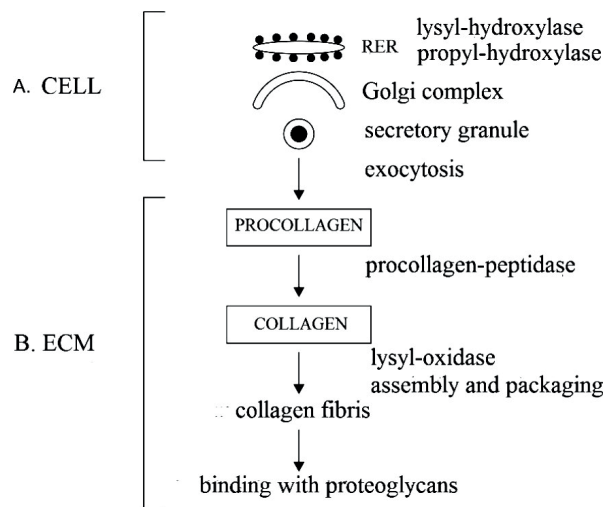 lysyl-hydroxylase
RER propyl-hydroxylase
A. CELL
Golgi complex
secretory granule
exocytosis
PROCOLLAGEN
procollagen-peptidase
COLLAGEN
B. ECM
lysyl-oxidase
assembly and packaging
collagen fibris
binding with proteoglycans